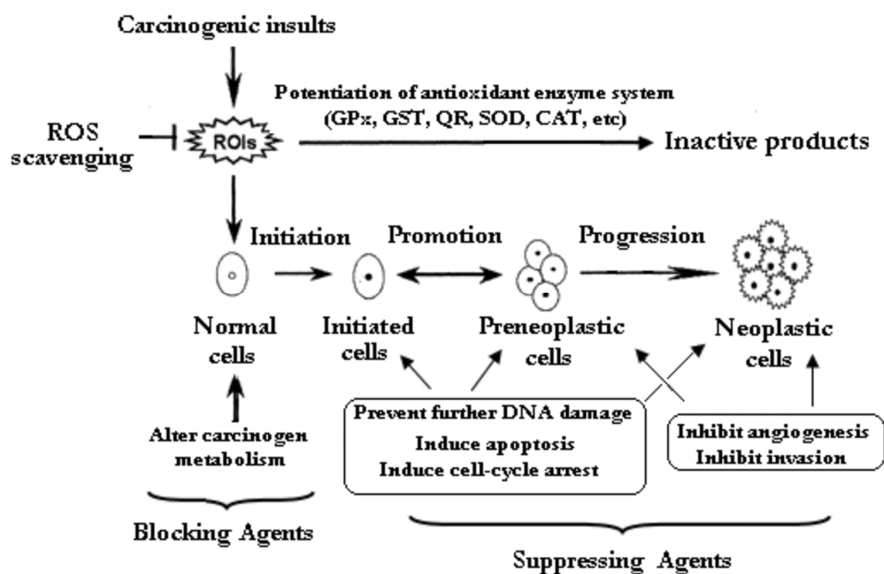 Carcinogenic insults
Potentiation of antioxidant enzyme system
(GPx, GST, QR, SOD, CAT, etc)
ROS
scavenging
ROIs
Inactive products
Initiation
Promotion
Progression
Normal
cells
Initiated
cells
Preneoplastic
cells
Neoplastic
cells
Alter carcinogen
metabolism
Prevent further DNA damage
Induce apoptosis
Induce cell-cycle arrest
Inhibit angiogenesis
Inhibit invasion
Blocking Agents
Suppressing Agents